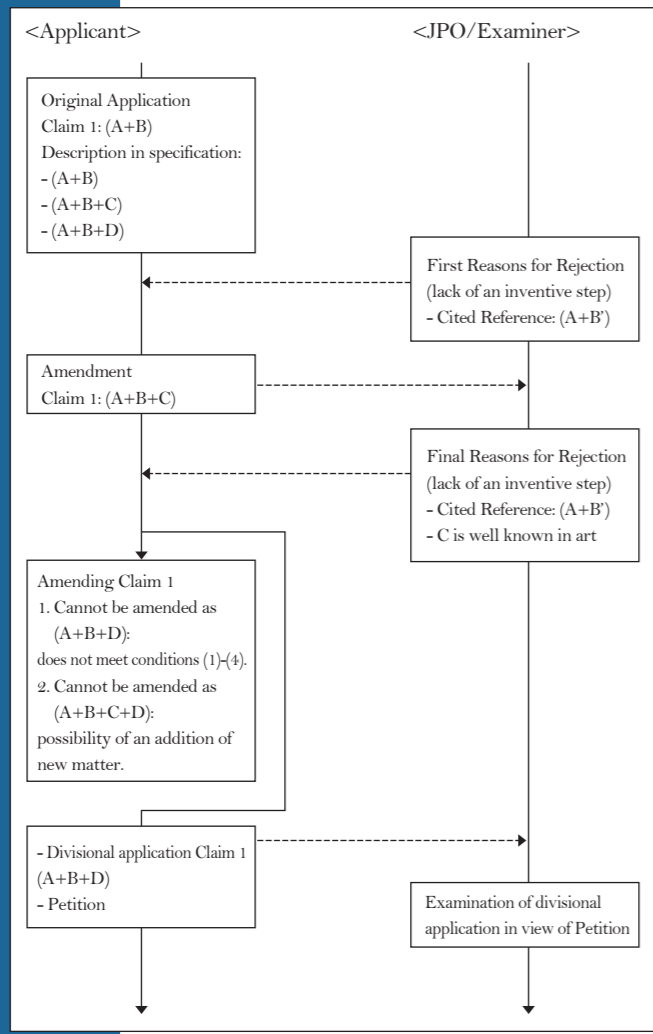 <Applicant>
<JPO/Examiner>
Original Application
Claim 1: (A+B)
Description in specification:
- (A+B)
- (A+B+C)
- (A+B+D)
First Reasons for Rejection
(lack of an inventive step)
- Cited Reference: (A+B’)
Amendment
Claim 1: (A+B+C)
Final Reasons for Rejection
(lack of an inventive step)
- Cited Reference: (A+B’)
- C is well known in art
Amending Claim 1
1. Cannot be amended as
(A+B+D):
does not meet conditions (1)-(4).
2. Cannot be amended as
(A+B+C+D):
possibility of an addition of
new matter.
- Divisional application Claim 1
(A+B+D)
- Petition
Examination of divisional
application in view of Petition